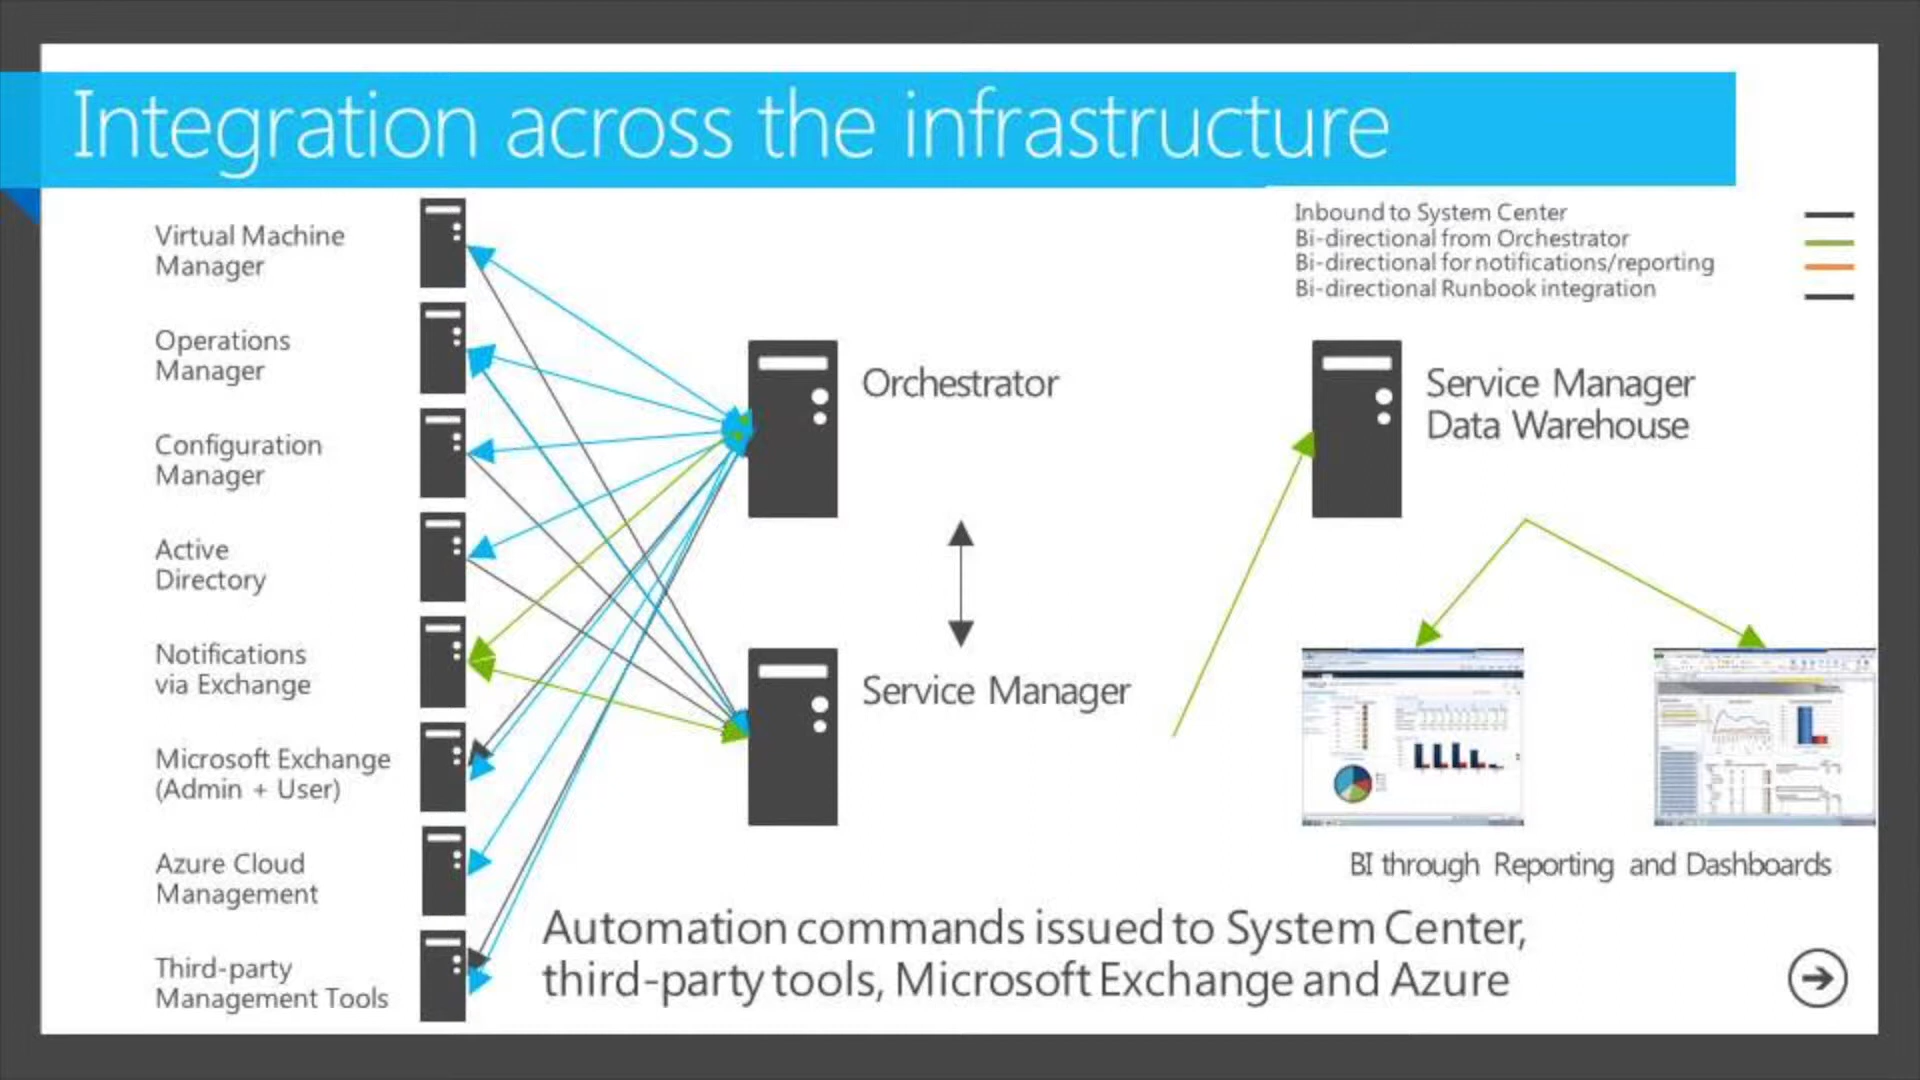 Integration across the infrastructure
Inbound to System Center
Bi-directional from Orchestrator
Bi-directional for notifications/reporting
Bi-directional Runbook integration
Virtual Machine
Manager
Operations
Manager
Configuration
Manager
Active
Directory
Notifications
via Exchange
Microsoft Exchange
(Admin + User)
Azure Cloud
Management
Third-party
Management Tools
Orchestrator
Service Manager
Service Manager
Data Warehouse
BI through Reporting and Dashboards
Automation commands issued to System Center,
third-party tools, Microsoft Exchange and Azure